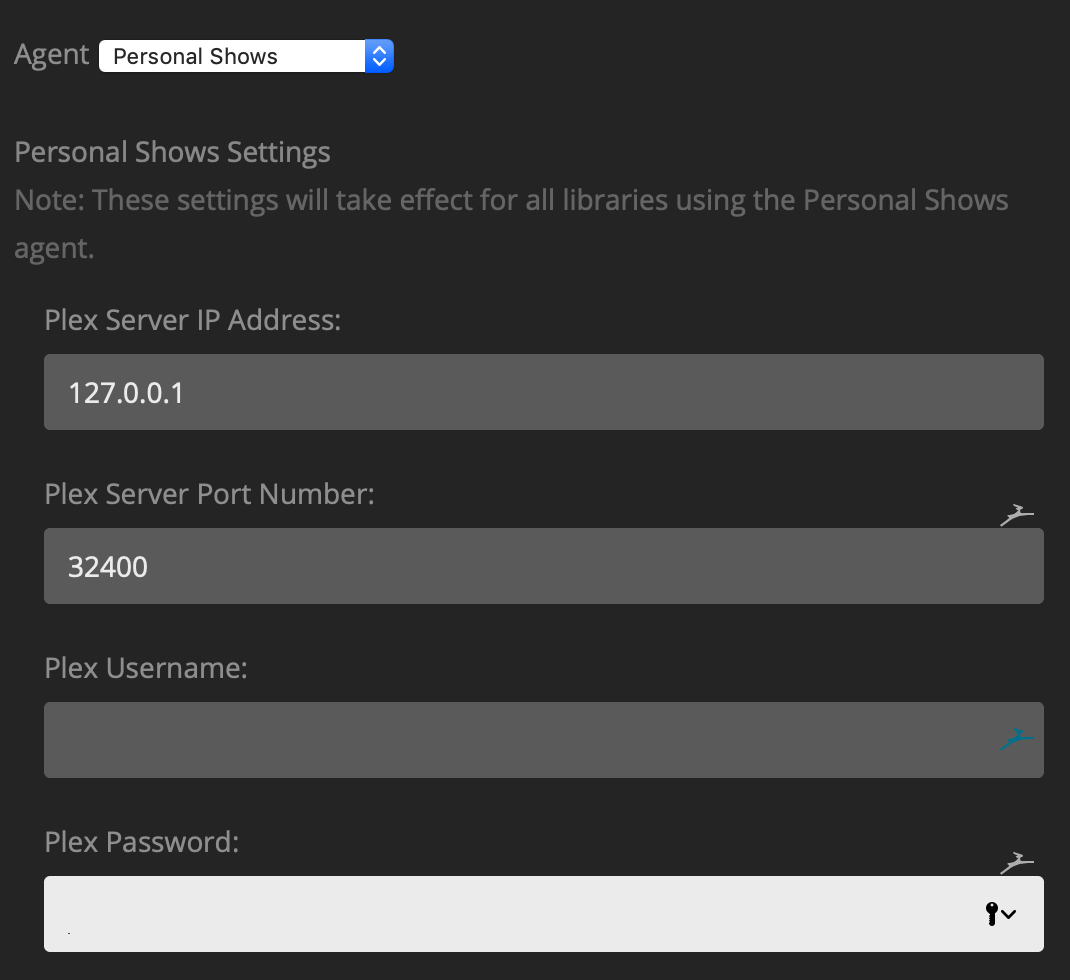 Agent Personal Shows
Personal Shows Settings
Note: These settings will take effect for all libraries using the Personal Shows
agent.
Plex Server IP Address:
127.0.0.1
Plex Server Port Number:
32400
Plex Username:
Plex Password: